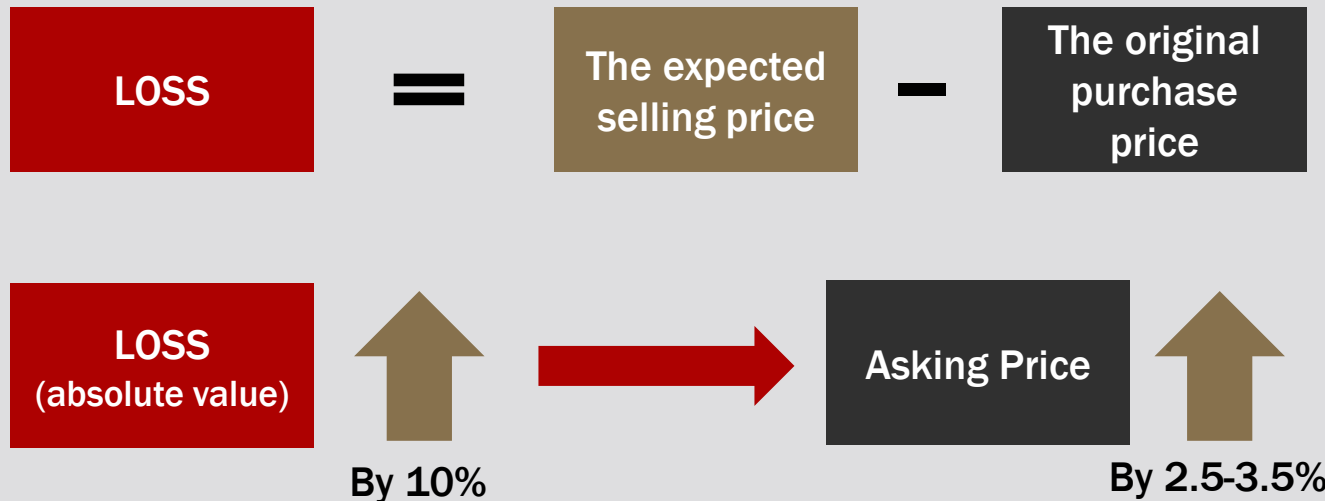 LOSS
=
The expected
selling price
-
The original
purchase
price
LOSS
(absolute value)
By 10%
Asking Price
By 2.5-3.5%